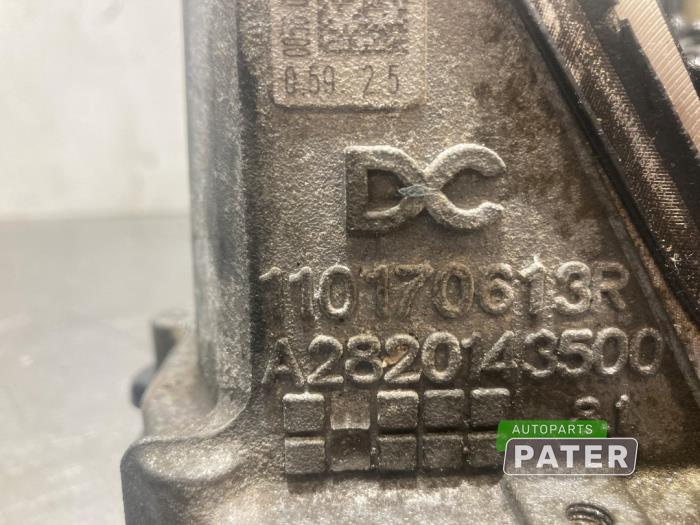 0.59 2 5
DC
110170613R
A2820143500
AUTOPARTS
PATER